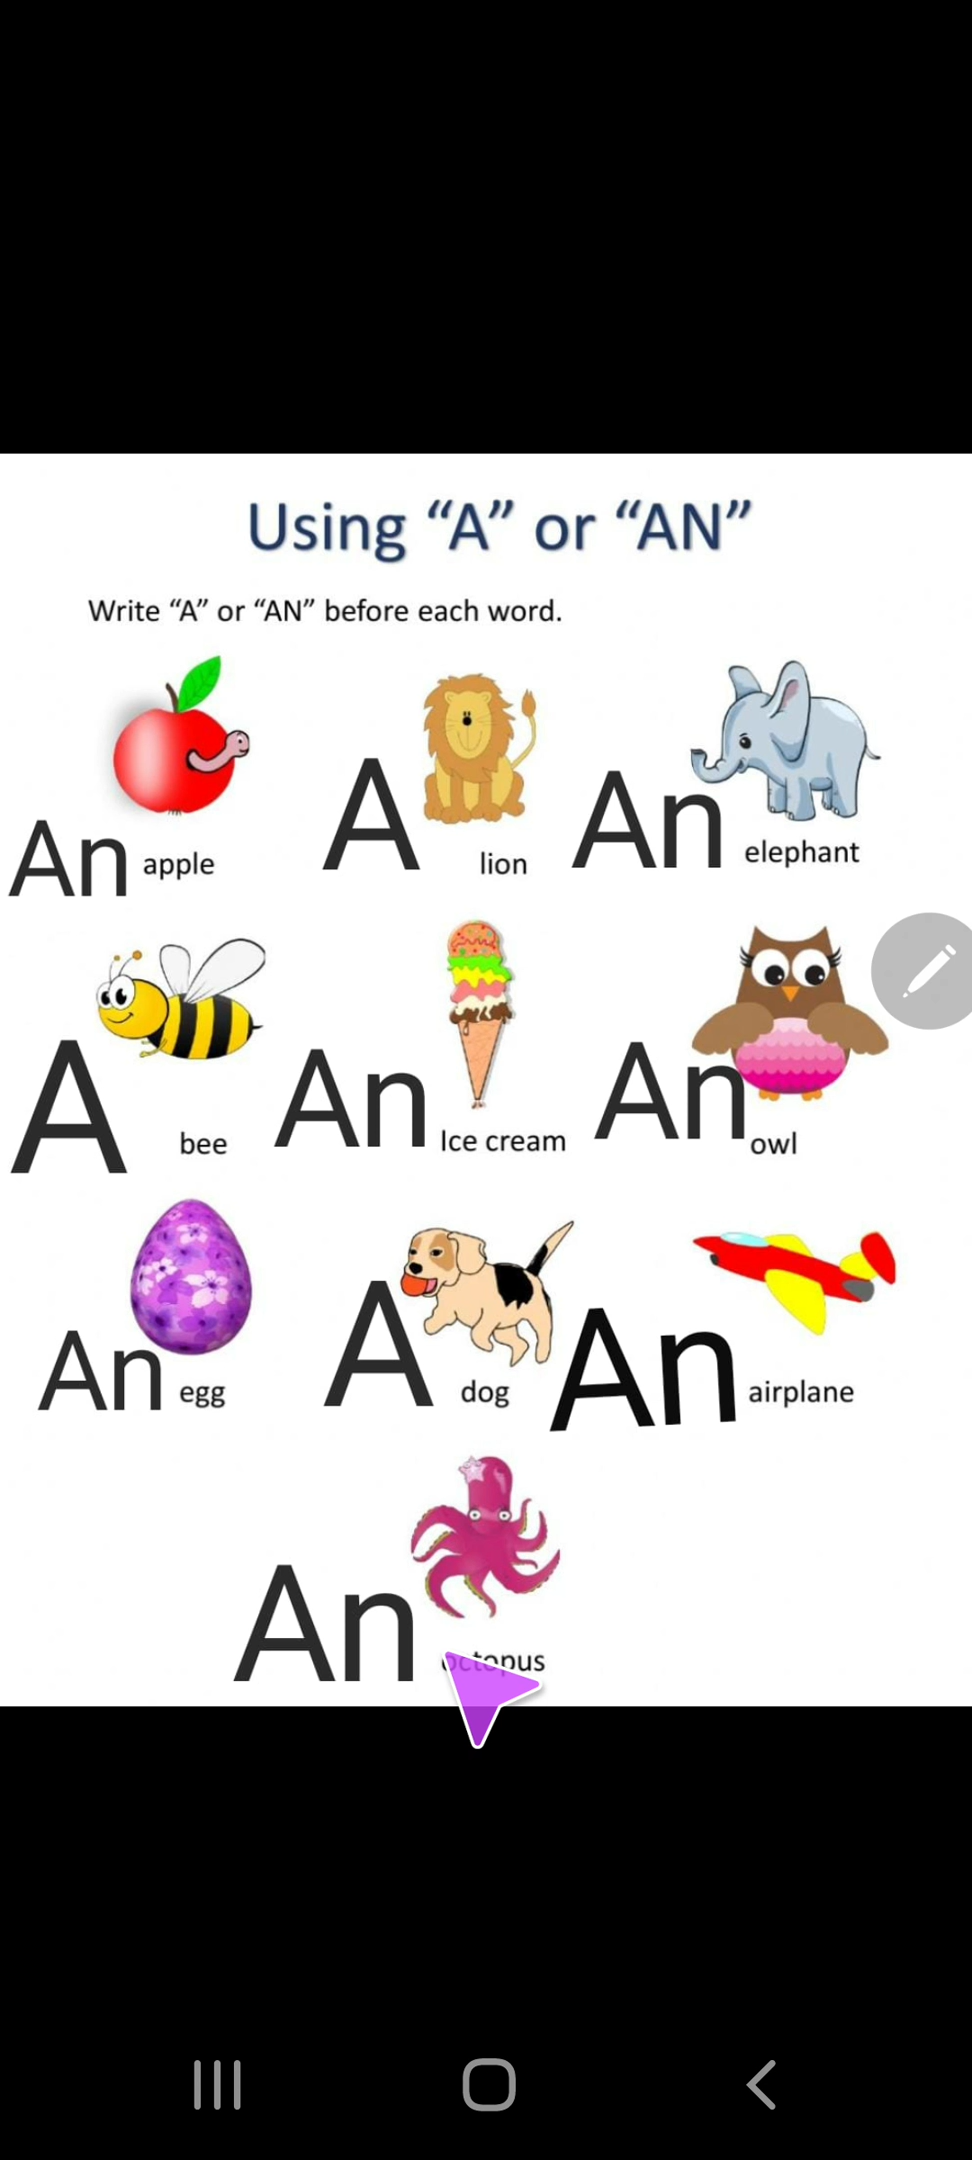 Using “A” or “AN”
Write “A” or “AN” before each word.
An apple
A lion
An elephant
A bee
An Ice cream
An owl
An egg
A dog
An airplane
An octopus